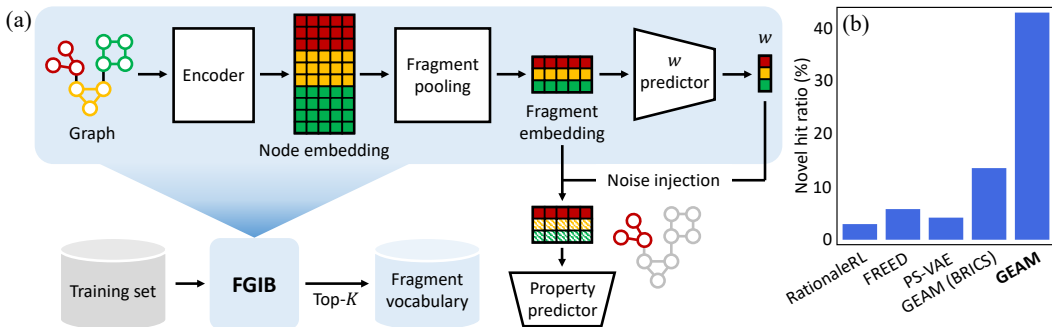 (a)
Graph
Encoder
Node embedding
Fragment
pooling
Fragment
embedding
w
predictor
w
Noise injection
Property
predictor
Training set
FGIB
Top-K
Fragment
vocabulary
(b)
Novel hit ratio (%)
40
30
20
10
0
RationaleRL
FREED
PS-VAE
GEAM (BRICS)
GEAM